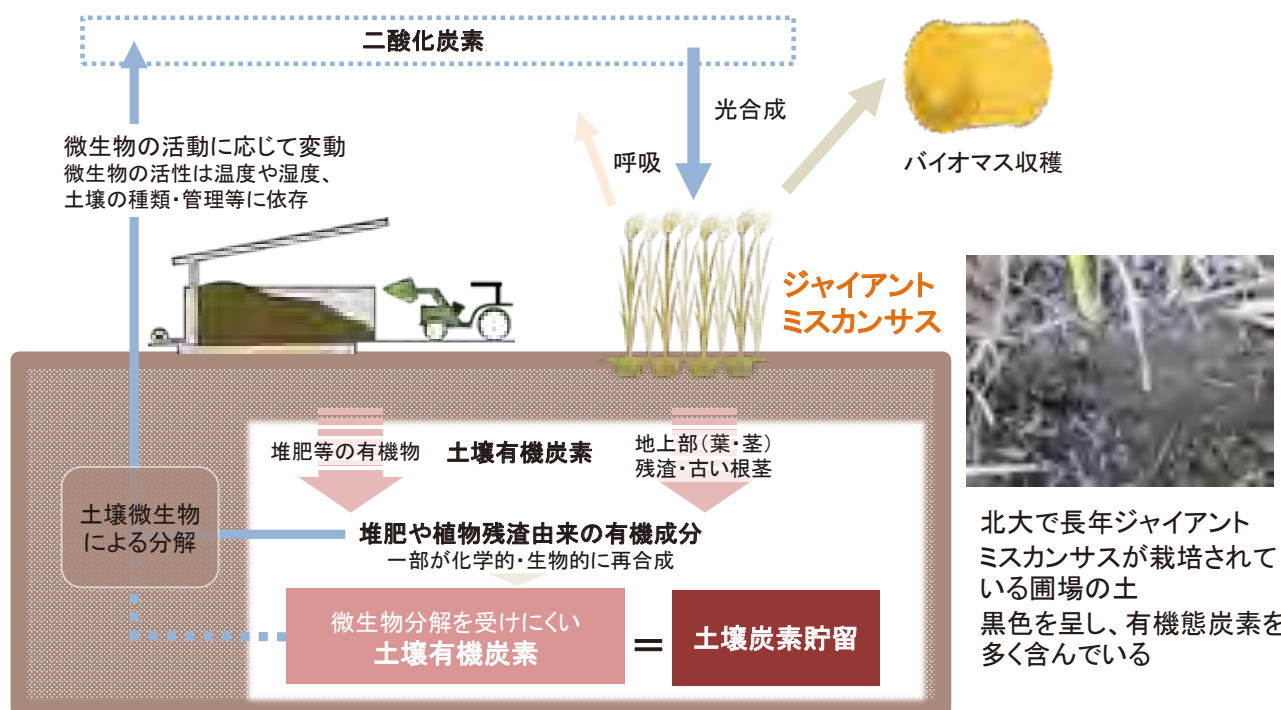 二酸化炭素
光合成
呼吸
バイオマス収穫
微生物の活動に応じて変動
微生物の活性は温度や湿度、
土壌の種類・管理等に依存
ジャイアント
ミスカンサス
堆肥等の有機物
土壌有機炭素
地上部(葉・茎)
残渣・古い根茎
土壌微生物
による分解
堆肥や植物残渣由来の有機成分
一部が化学的・生物的に再合成
微生物分解を受けにくい
土壌有機炭素
=
土壌炭素貯留
北大で長年ジャイアント
ミスカンサスが栽培されて
いる圃場の土
黒色を呈し、有機態炭素を
多く含んでいる